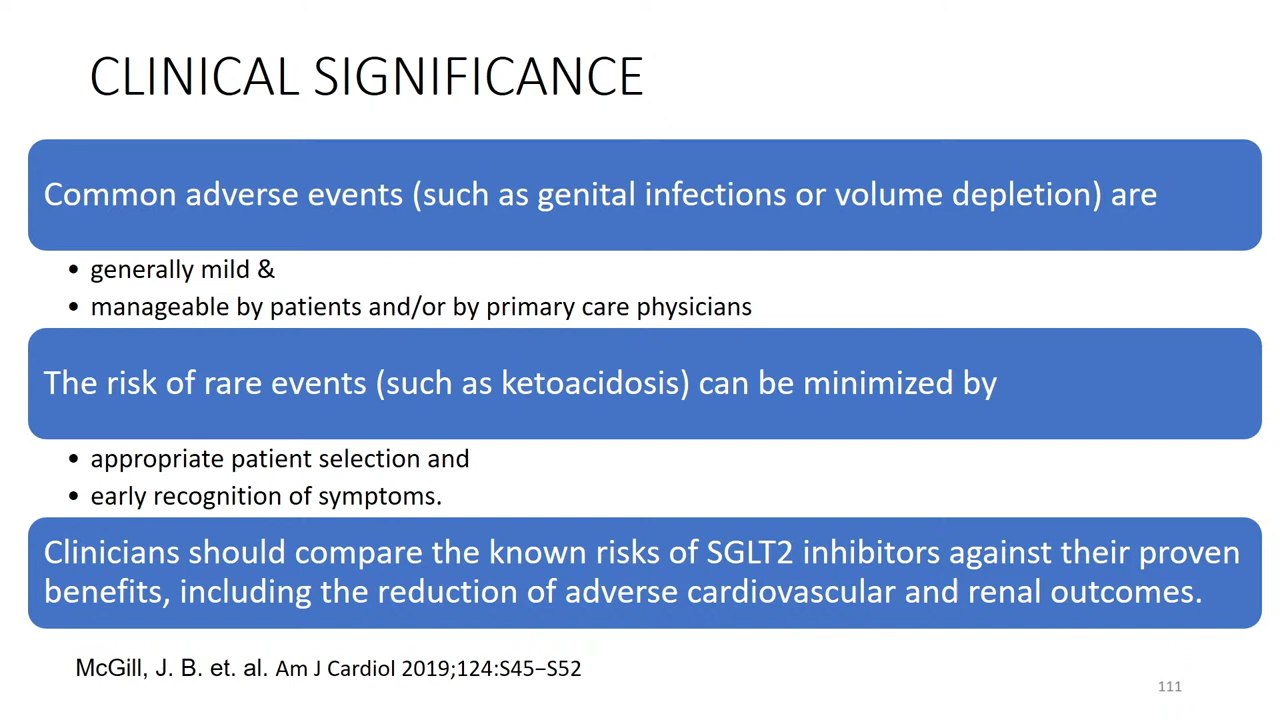 CLINICAL SIGNIFICANCE
Common adverse events (such as genital infections or volume depletion) are
• generally mild &
• manageable by patients and/or by primary care physicians
The risk of rare events (such as ketoacidosis) can be minimized by
• appropriate patient selection and
• early recognition of symptoms.
Clinicians should compare the known risks of SGLT2 inhibitors against their proven
benefits, including the reduction of adverse cardiovascular and renal outcomes.
McGill, J. B. et. al. Am J Cardiol 2019;124:S45−S52
111